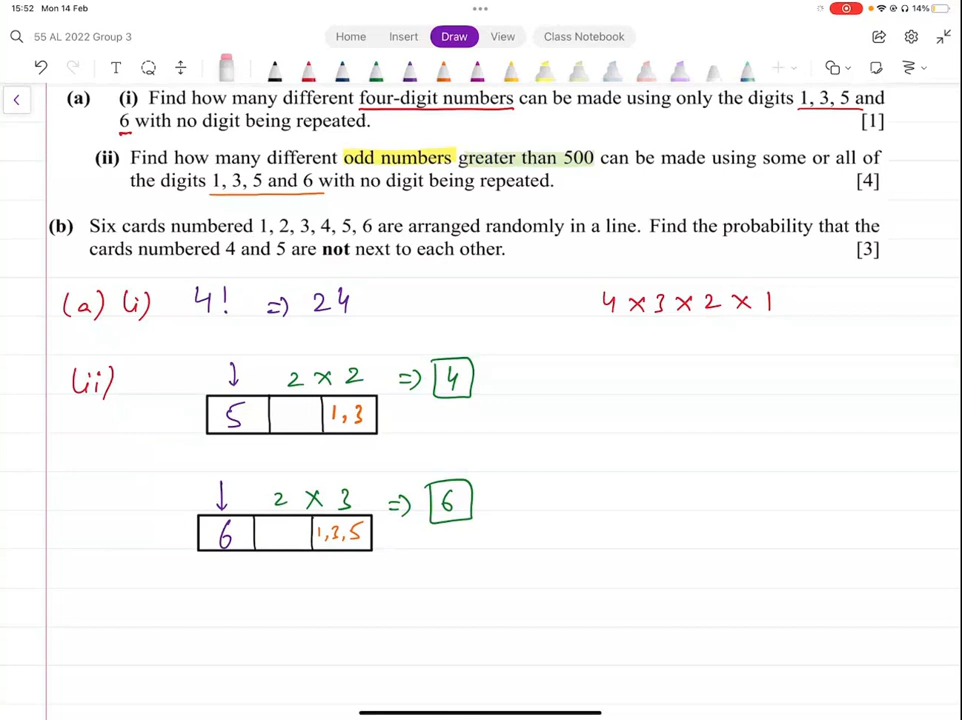 15:52 Mon 14 Feb 14%
55 AL 2022 Group 3 Home Insert Draw View Class Notebook
(a) (i) Find how many different four-digit numbers can be made using only the digits 1, 3, 5 and
6 with no digit being repeated. [1]
(ii) Find how many different odd numbers greater than 500 can be made using some or all of
the digits 1, 3, 5 and 6 with no digit being repeated. [4]
(b) Six cards numbered 1, 2, 3, 4, 5, 6 are arranged randomly in a line. Find the probability that the
cards numbered 4 and 5 are not next to each other. [3]
(a) (i) 4! => 24 4 × 3 × 2 × 1
(ii) ↓ 2 × 2 => 4
5 1,3
↓ 2 × 3 => 6
6 1,3,5